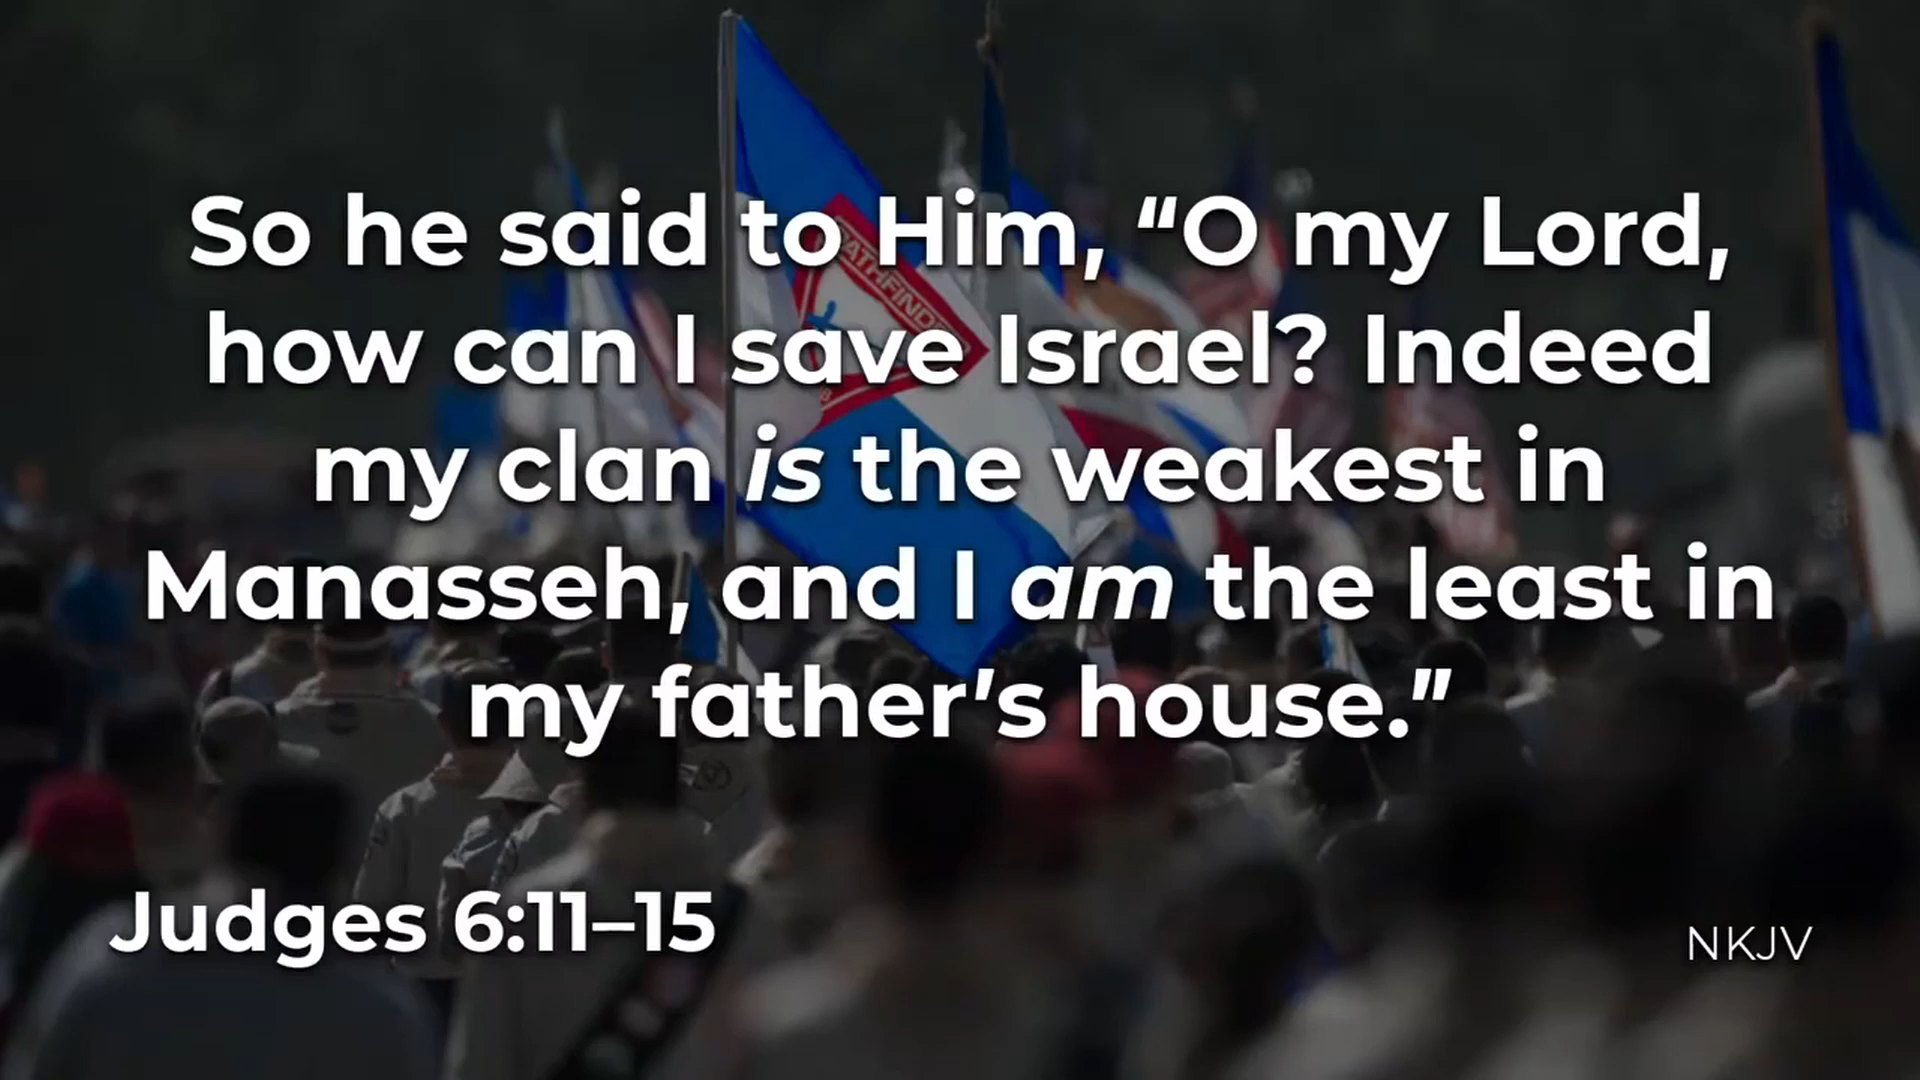 So he said to Him, “O my Lord,
how can I save Israel? Indeed
my clan is the weakest in
Manasseh, and I am the least in
my father’s house.”
Judges 6:11–15
NKJV